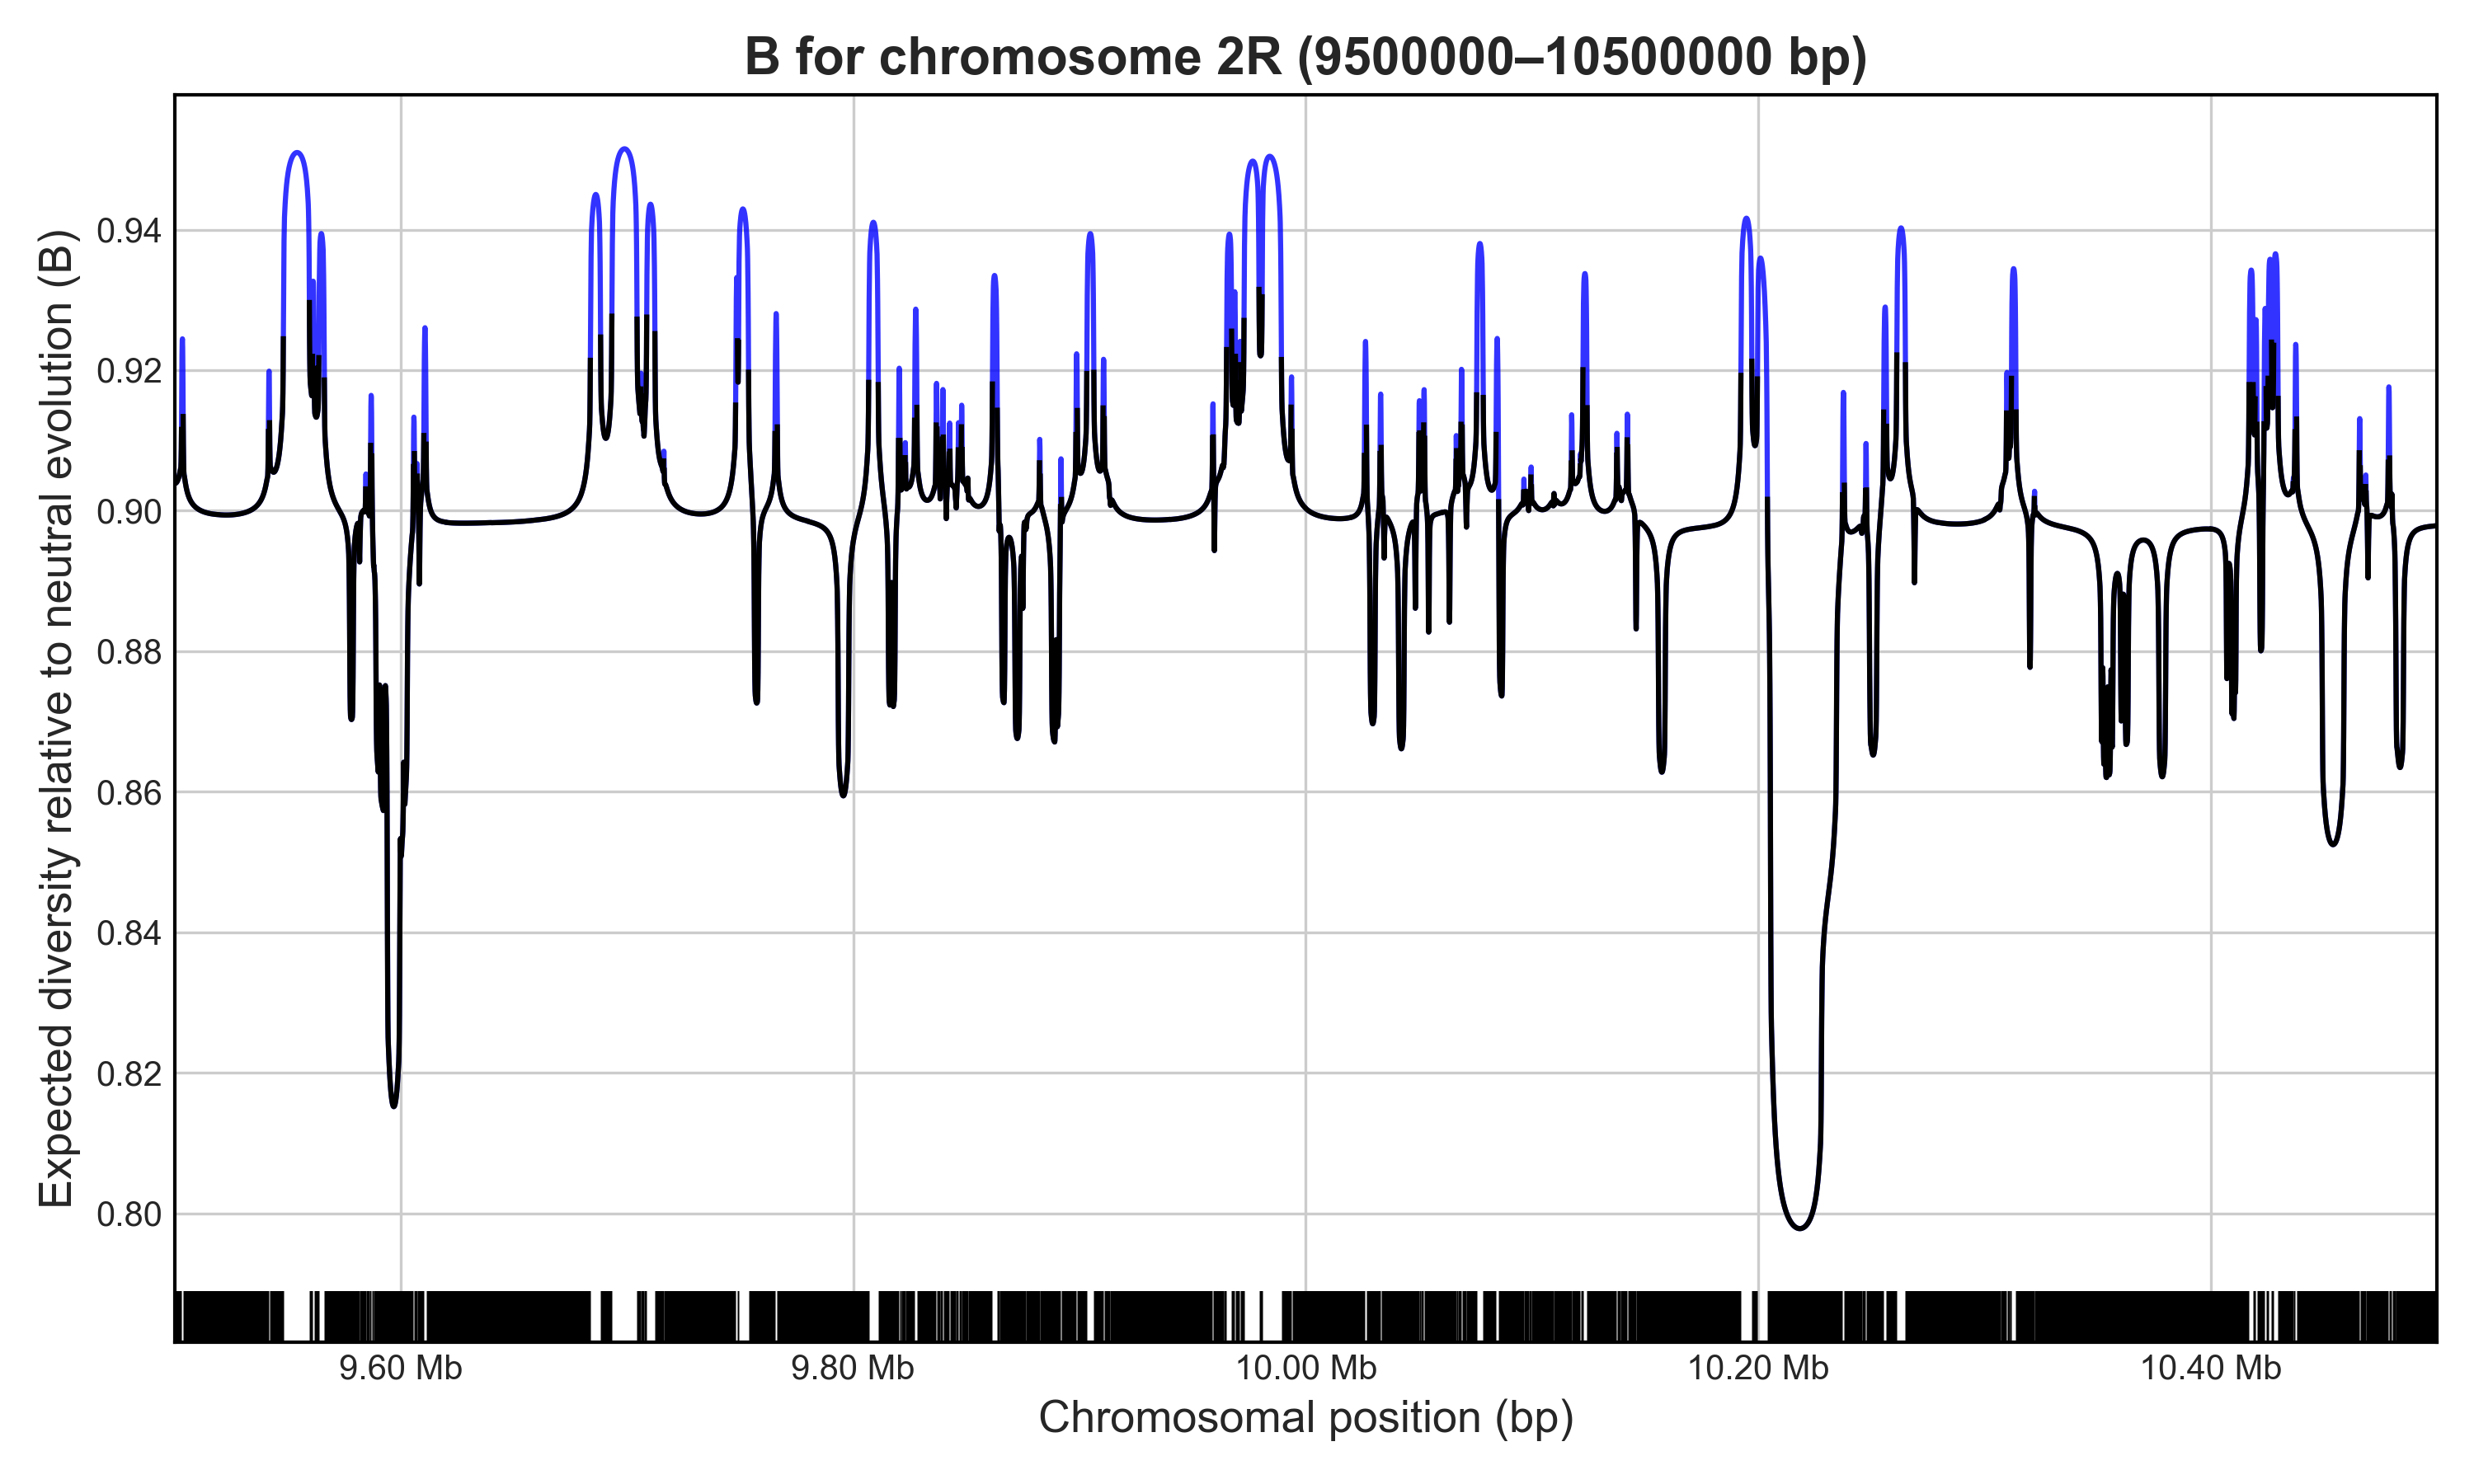 B for chromosome 2R (9500000–10500000 bp)
Expected diversity relative to neutral evolution (B)
0.94
0.92
0.90
0.88
0.86
0.84
0.82
0.80
9.60 Mb
9.80 Mb
10.00 Mb
10.20 Mb
10.40 Mb
Chromosomal position (bp)